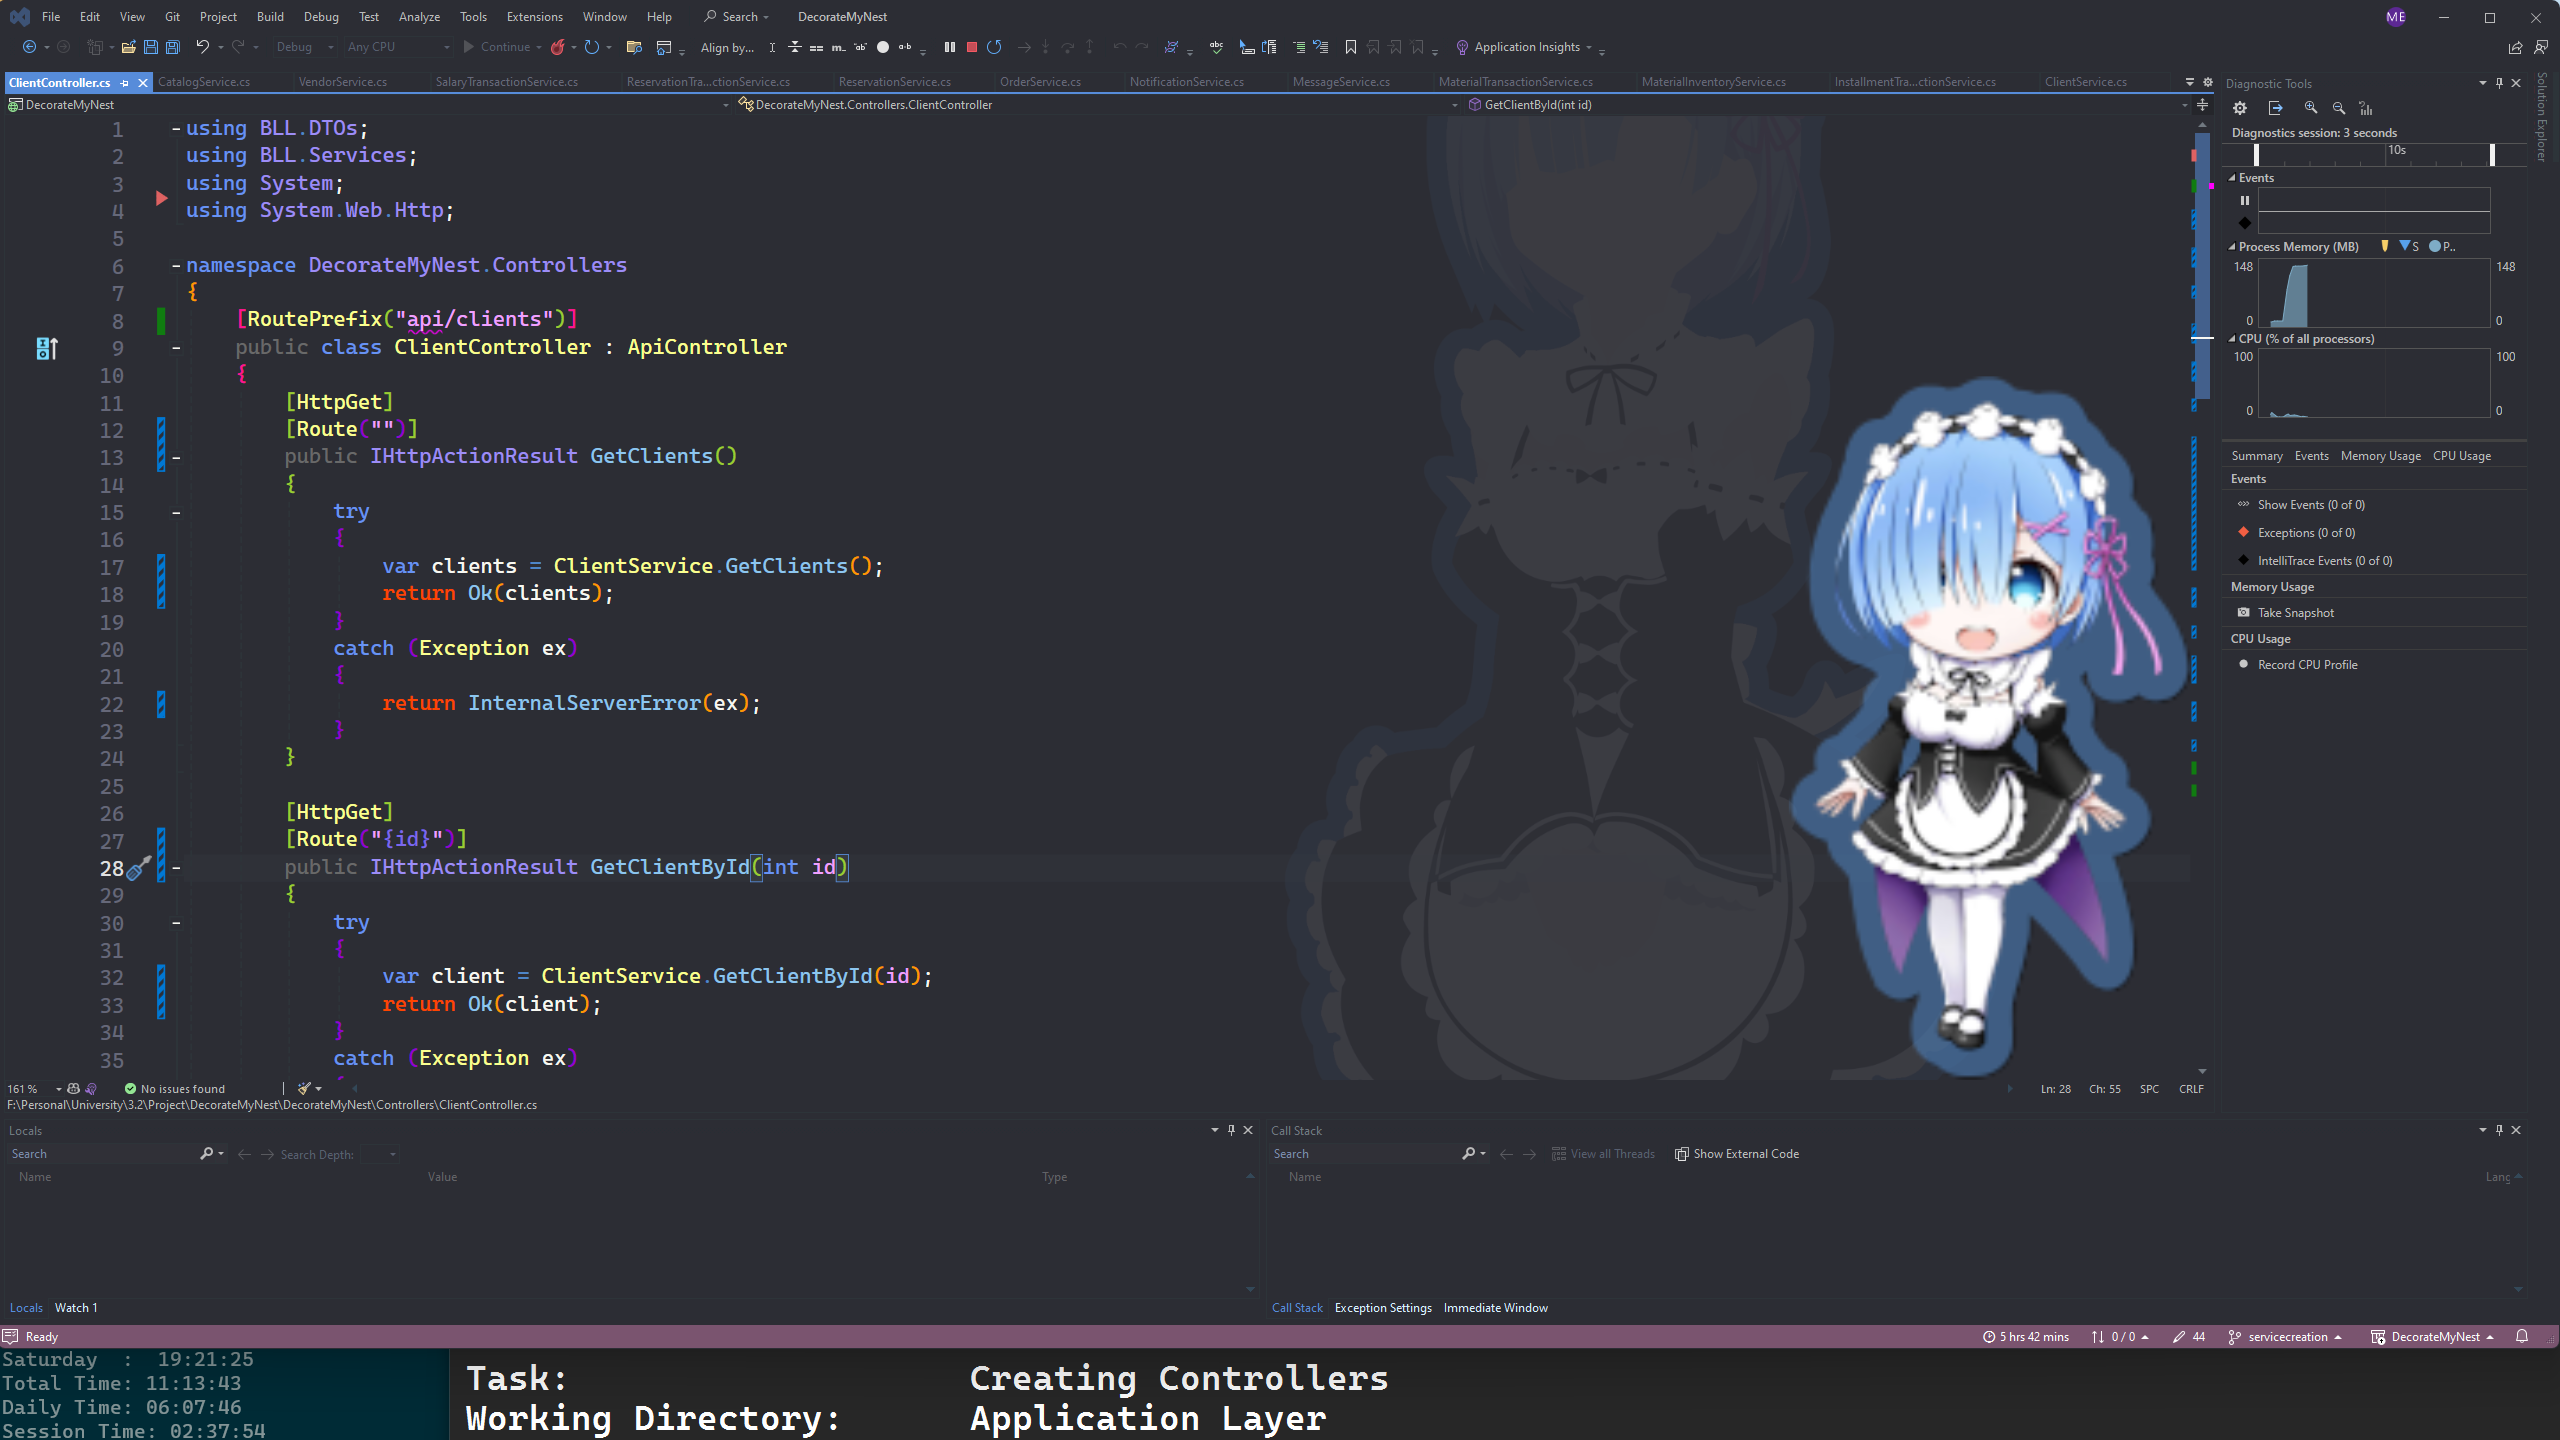 File Edit View Git Project Build Debug Test Analyze Tools Extensions Window Help Search DecorateMyNest ME
Debug Any CPU Continue Align by... Application Insights
ClientController.cs CatalogService.cs VendorService.cs SalaryTransactionService.cs ReservationTra...ctionService.cs ReservationService.cs OrderService.cs NotificationService.cs MessageService.cs MaterialTransactionService.cs MaterialInventoryService.cs InstallmentTra...ctionService.cs ClientService.cs
DecorateMyNest DecorateMyNest.Controllers.ClientController GetClientById(int id)
1 using BLL.DTOs;
2 using BLL.Services;
3 using System;
4 using System.Web.Http;
5
6 namespace DecorateMyNest.Controllers
7 {
8 [RoutePrefix("api/clients")]
9 public class ClientController : ApiController
10 {
11 [HttpGet]
12 [Route("")]
13 public IHttpActionResult GetClients()
14 {
15 try
16 {
17 var clients = ClientService.GetClients();
18 return Ok(clients);
19 }
20 catch (Exception ex)
21 {
22 return InternalServerError(ex);
23 }
24 }
25
26 [HttpGet]
27 [Route("{id}")]
28 public IHttpActionResult GetClientById(int id)
29 {
30 try
31 {
32 var client = ClientService.GetClientById(id);
33 return Ok(client);
34 }
35 catch (Exception ex)
161 % No issues found Ln: 28 Ch: 55 SPC CRLF
F:\Personal\University\3.2\Project\DecorateMyNest\DecorateMyNest\Controllers\ClientController.cs
Diagnostic Tools
Solution Explorer
Diagnostics session: 3 seconds
10s
Events
Process Memory (MB) S P..
148 148
0 0
CPU (% of all processors)
100 100
0 0
Summary Events Memory Usage CPU Usage
Events
Show Events (0 of 0)
Exceptions (0 of 0)
IntelliTrace Events (0 of 0)
Memory Usage
Take Snapshot
CPU Usage
Record CPU Profile
Locals
Search Search Depth:
Name Value Type
Locals Watch 1
Call Stack
Search View all Threads Show External Code
Name Lang
Call Stack Exception Settings Immediate Window
Ready 5 hrs 42 mins 0 / 0 44 servicecreation DecorateMyNest
Saturday : 19:21:25
Total Time: 11:13:43
Daily Time: 06:07:46
Session Time: 02:37:54
Task: Creating Controllers
Working Directory: Application Layer